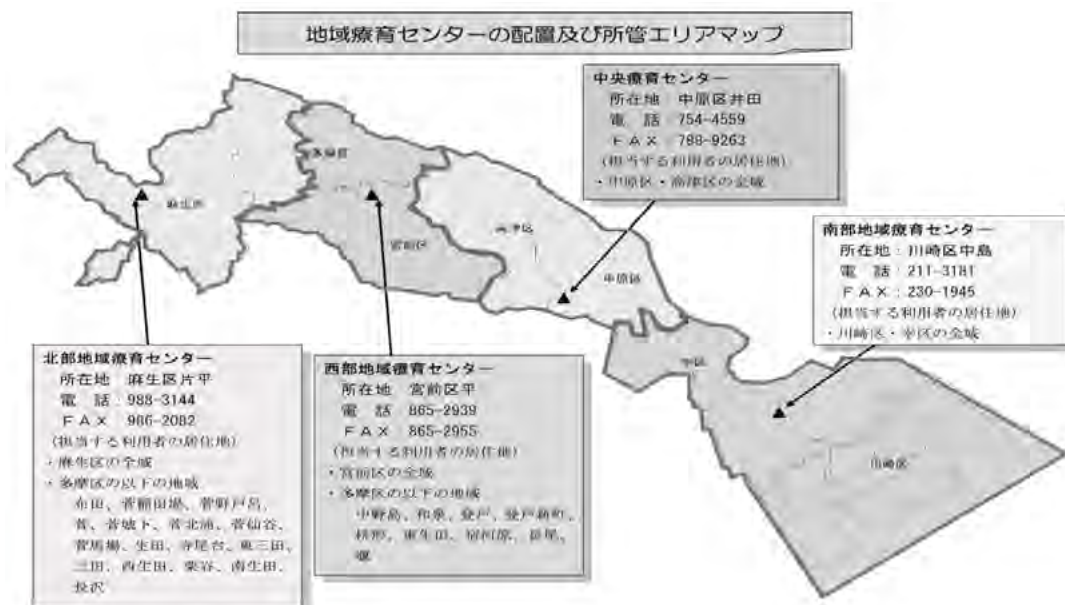 地域療育センターの配置及び所管エリアマップ
中央療育センター
所在地：中原区井田
電　話　754-4559
ＦＡＸ　788-9263
(担当する利用者の居住地)
・中原区・高津区の全域
南部地域療育センター
所在地：川崎区中島
電　話：211-3181
ＦＡＸ：230-1945
(担当する利用者の居住地)
・川崎区・幸区の全域
多摩区
麻生区
宮前区
高津区
中原区
幸区
川崎区
北部地域療育センター
所在地　麻生区片平
電　話：988-3144
ＦＡＸ　986-2082
(担当する利用者の居住地)
・麻生区の全域
・多摩区の以下の地域
布田、菅稲田堤、菅野戸呂、
菅、菅城下、菅北浦、菅仙谷、
菅馬場、生田、寺尾台、東三田、
三田、西生田、栗谷、南生田、
長沢
西部地域療育センター
所在地　宮前区平
電　話　865-2939
ＦＡＸ　865-2955
(担当する利用者の居住地)
・宮前区の全域
・多摩区の以下の地域
中野島、和泉、登戸、登戸新町、
枡形、東生田、宿河原、長尾、
堰